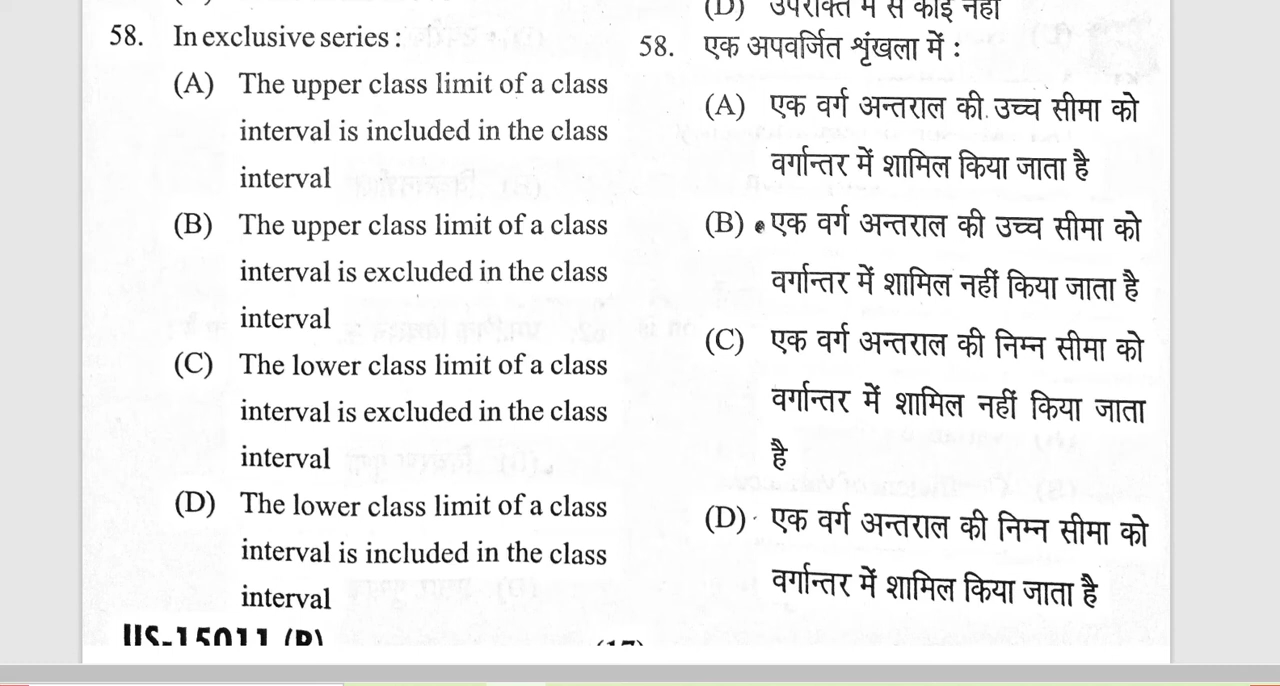 58. In exclusive series :
(A) The upper class limit of a class
interval is included in the class
interval
(B) The upper class limit of a class
interval is excluded in the class
interval
(C) The lower class limit of a class
interval is excluded in the class
interval
(D) The lower class limit of a class
interval is included in the class
interval
(D) उपरोक्त में से कोई नहीं
58. एक अपवर्जित शृंखला में :
(A) एक वर्ग अन्तराल की उच्च सीमा को
वर्गान्तर में शामिल किया जाता है
(B) एक वर्ग अन्तराल की उच्च सीमा को
वर्गान्तर में शामिल नहीं किया जाता है
(C) एक वर्ग अन्तराल की निम्न सीमा को
वर्गान्तर में शामिल नहीं किया जाता
है
(D) एक वर्ग अन्तराल की निम्न सीमा को
वर्गान्तर में शामिल किया जाता है
IIS-15011 (B)
(17)